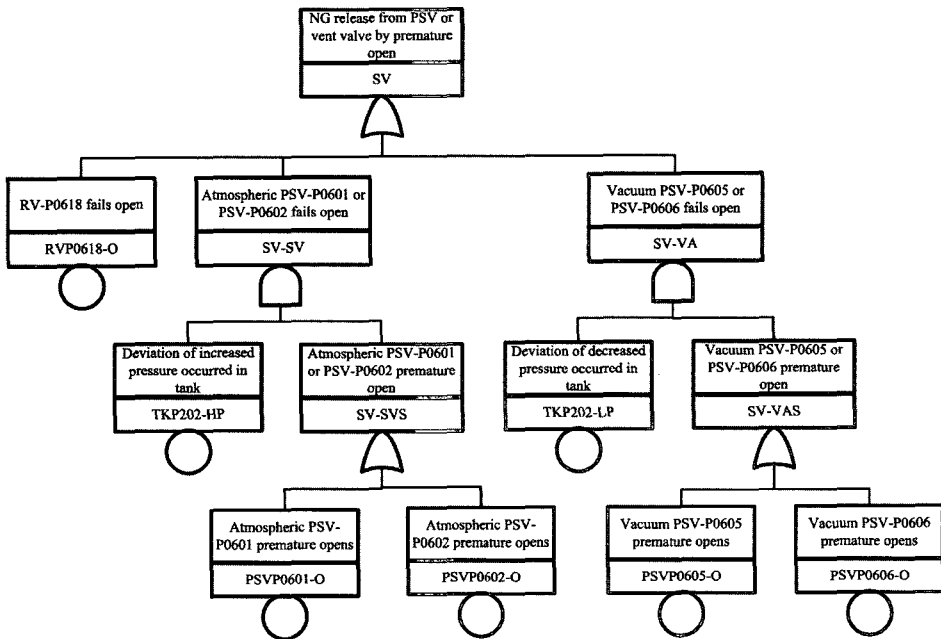 NG release from PSV or
vent valve by premature
open
SV
RV-P0618 fails open
RVP0618-O
Atmospheric PSV-P0601 or
PSV-P0602 fails open
SV-SV
Vacuum PSV-P0605 or
PSV-P0606 fails open
SV-VA
Deviation of increased
pressure occurred in
tank
TKP202-HP
Atmospheric PSV-P0601
or PSV-P0602 premature
open
SV-SVS
Deviation of decreased
pressure occurred in
tank
TKP202-LP
Vacuum PSV-P0605 or
PSV-P0606 premature
open
SV-VAS
Atmospheric PSV-
P0601 premature opens
PSVP0601-O
Atmospheric PSV-
P0602 premature opens
PSVP0602-O
Vacuum PSV-P0605
premature opens
PSVP0605-O
Vacuum PSV-P0606
premature opens
PSVP0606-O